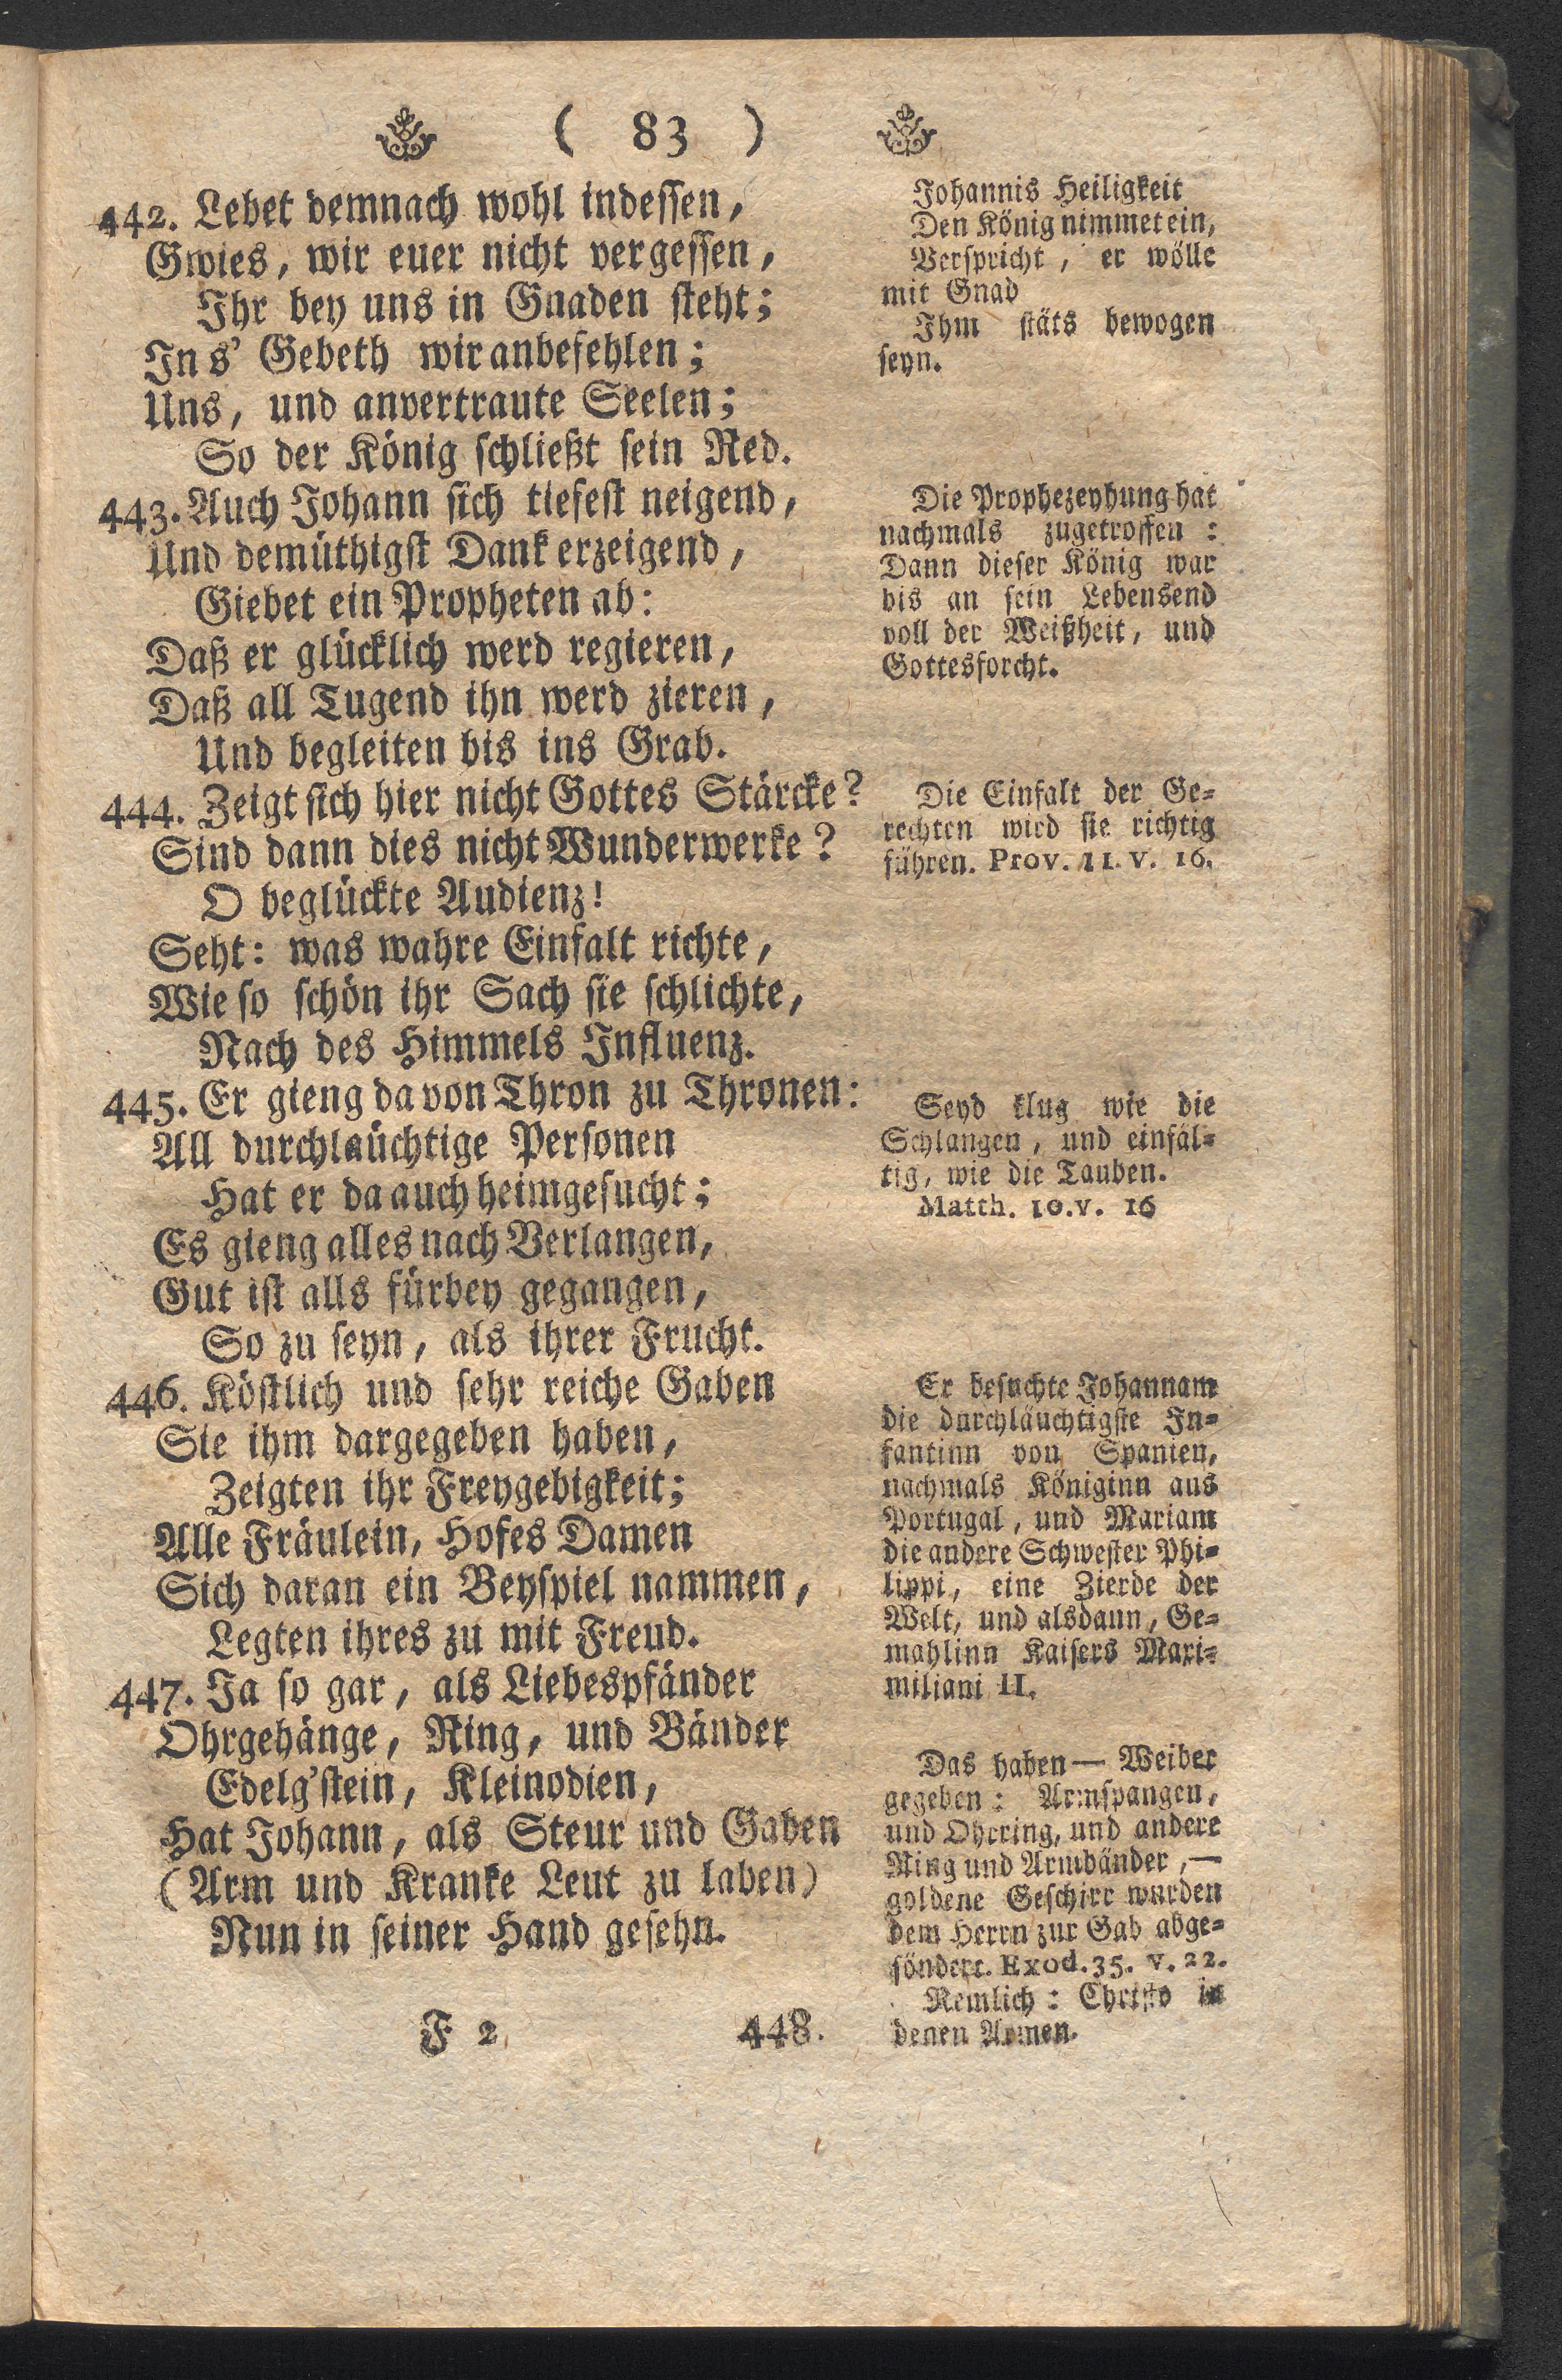 ( 83 )
442. Lebet demnach wohl indessen,
Gwies, wir euer nicht vergessen,
Ihr bey uns in Gnaden steht;
In s' Gebeth wir anbefehlen;
Uns, und anvertraute Seelen;
So der König schließt sein Red.
443. Auch Johann sich tiefest neigend,
Und demüthigst Dank erzeigend,
Giebet ein Propheten ab:
Daß er glücklich werd regieren,
Daß all Tugend ihn werd zieren,
Und begleiten bis ins Grab.
444. Zeigt sich hier nicht Gottes Stärcke?
Sind dann dies nicht Wunderwerke?
O beglückte Audienz!
Seht: was wahre Einfalt richte,
Wie so schön ihr Sach sie schlichte,
Nach des Himmels Influenz.
445. Er gieng da von Thron zu Thronen:
All durchlaüchtige Personen
Hat er da auch heimgesucht;
Es gieng alles nach Verlangen,
Gut ist alls fürbey gegangen,
So zu seyn, als ihrer Frucht.
446. Köstlich und sehr reiche Gaben
Sie ihm dargegeben haben,
Zeigten ihr Freygebigkeit;
Alle Fräulein, Hofes Damen
Sich daran ein Beyspiel nammen,
Legten ihres zu mit Freud.
447. Ja so gar, als Liebespfänder
Ohrgehänge, Ring, und Bänder
Edelg'stein, Kleinodien,
Hat Johann, als Steur und Gaben
(Arm und Kranke Leut zu laben)
Nun in seiner Hand gesehn.
Johannis Heiligkeit
Den König nimmet ein,
Verspricht, er wölle
mit Gnad
Ihm stäts bewogen
seyn.
Die Prophezeyhung hat
nachmals zugetroffen :
Dann dieser König war
bis an sein Lebensend
voll der Weißheit, und
Gottesforcht.
Die Einfalt der Ge-
rechten wird sie richtig
führen. Prov. 11. v. 16.
Seyd klug wie die
Schlangen, und einfäl-
tig, wie die Tauben.
Matth. 10. v. 16
Er besuchte Johannam
die durchläuchtigste In-
fantinn von Spanien,
nachmals Königinn aus
Portugal, und Mariam
die andere Schwester Phi-
lippi, eine Zierde der
Welt, und alsdann, Ge-
mahlinn Kaisers Maxi-
miliani II.
Das haben — Weiber
gegeben: Armspangen,
und Ohrring, und andere
Ring und Armbänder, —
goldene Geschirr wurden
dem Herrn zur Gab abge-
söndert. Exod. 35. v. 22.
Nemlich: Christo in
denen Armen.
F 2 448.